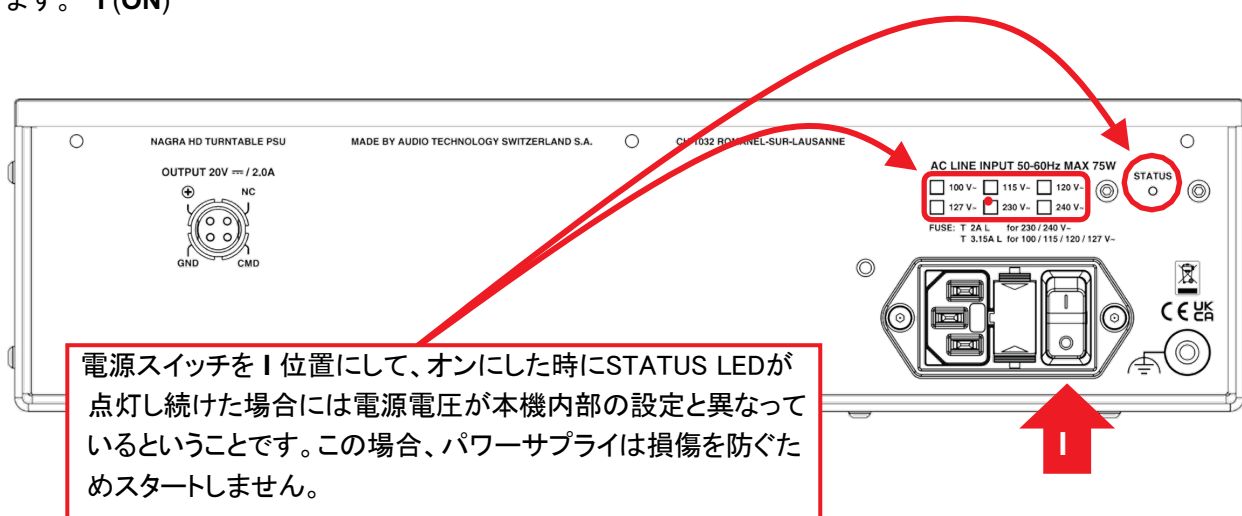 ます。 I (ON)
NAGRA HD TURNTABLE PSU MADE BY AUDIO TECHNOLOGY SWITZERLAND S.A. 1032 ROMANEL-SUR-LAUSANNE
OUTPUT 20V ⎓ / 2.0A
NC
GND CMD
AC LINE INPUT 50-60Hz MAX 75W
100 V~ 115 V~ 120 V~
127 V~ 230 V~ 240 V~
FUSE: T 2A L for 230 / 240 V~
T 3.15A L for 100 / 115 / 120 / 127 V~
STATUS
CE UK CA
電源スイッチを I 位置にして、オンにした時にSTATUS LEDが
点灯し続けた場合には電源電圧が本機内部の設定と異なって
いるということです。この場合、パワーサプライは損傷を防ぐた
めスタートしません。
I